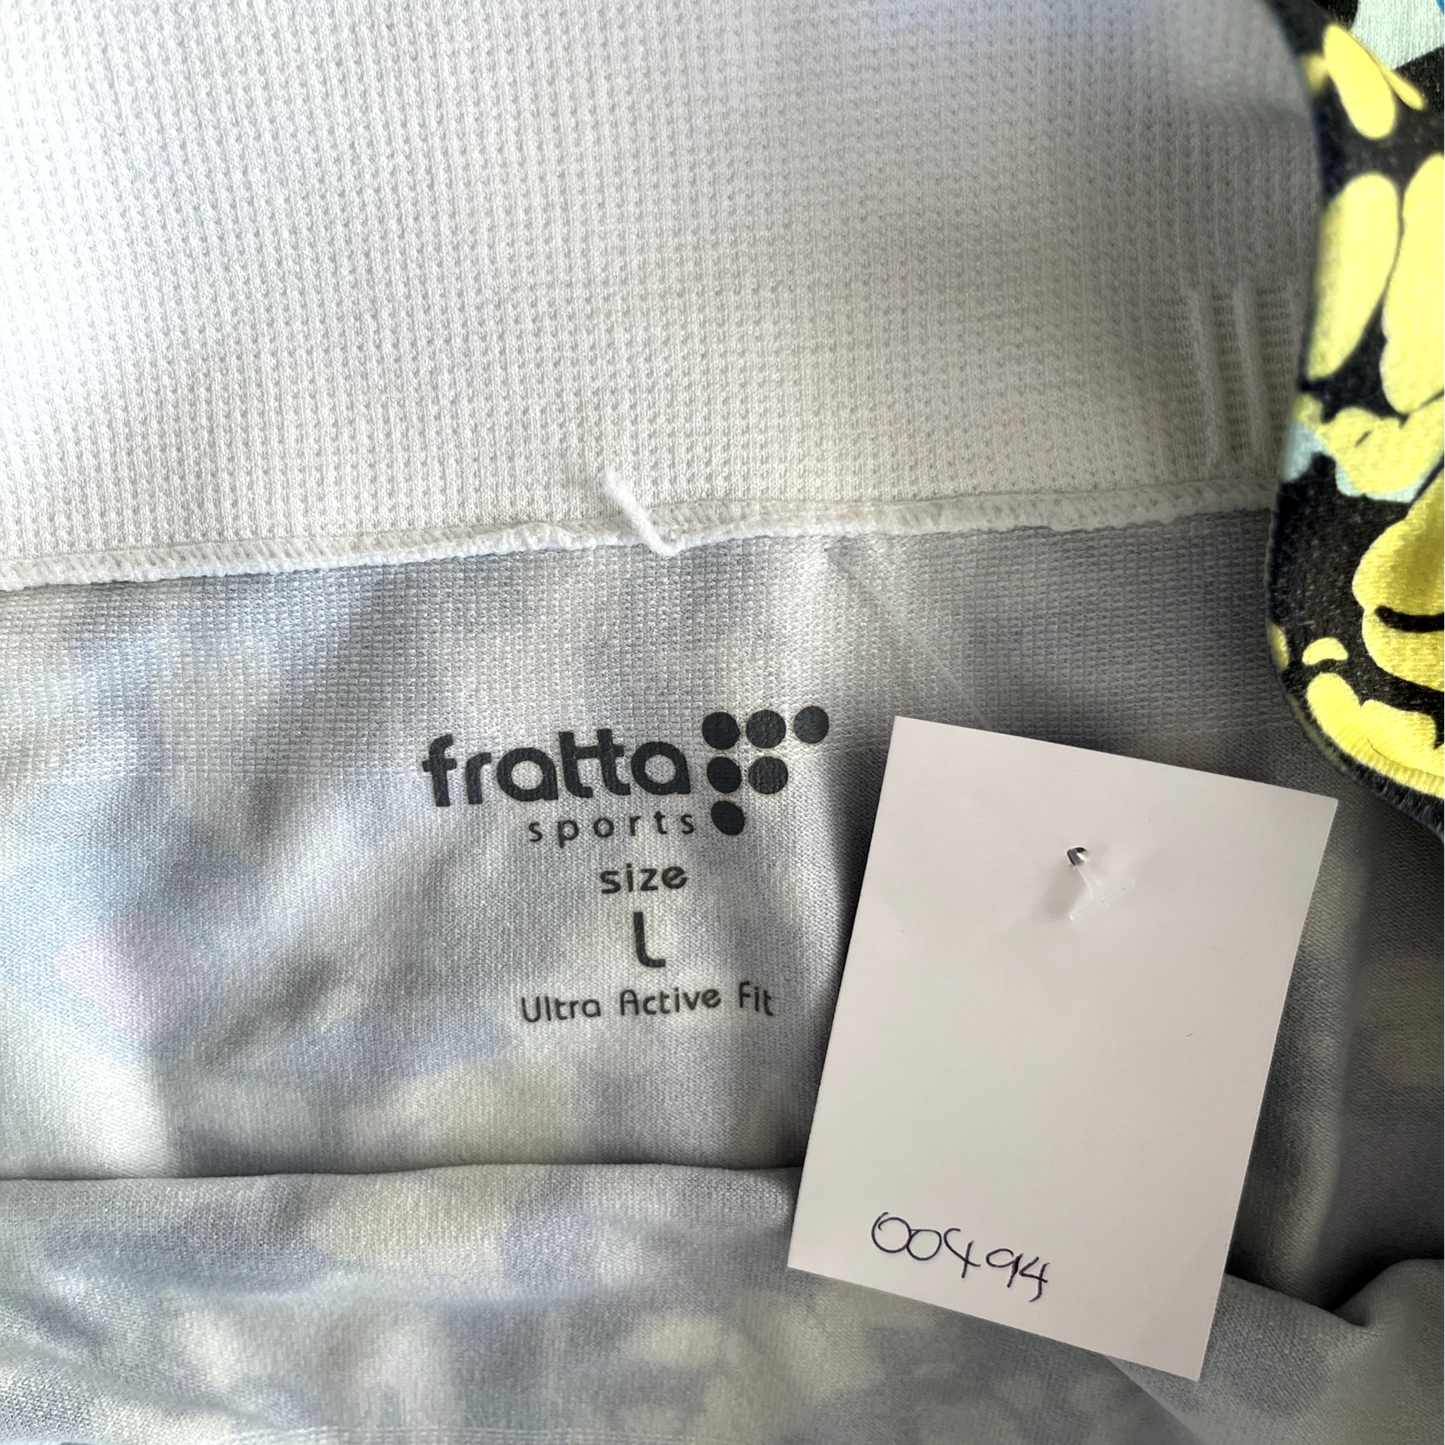 fratta
sports
size
L
Ultra Active Fit
00494